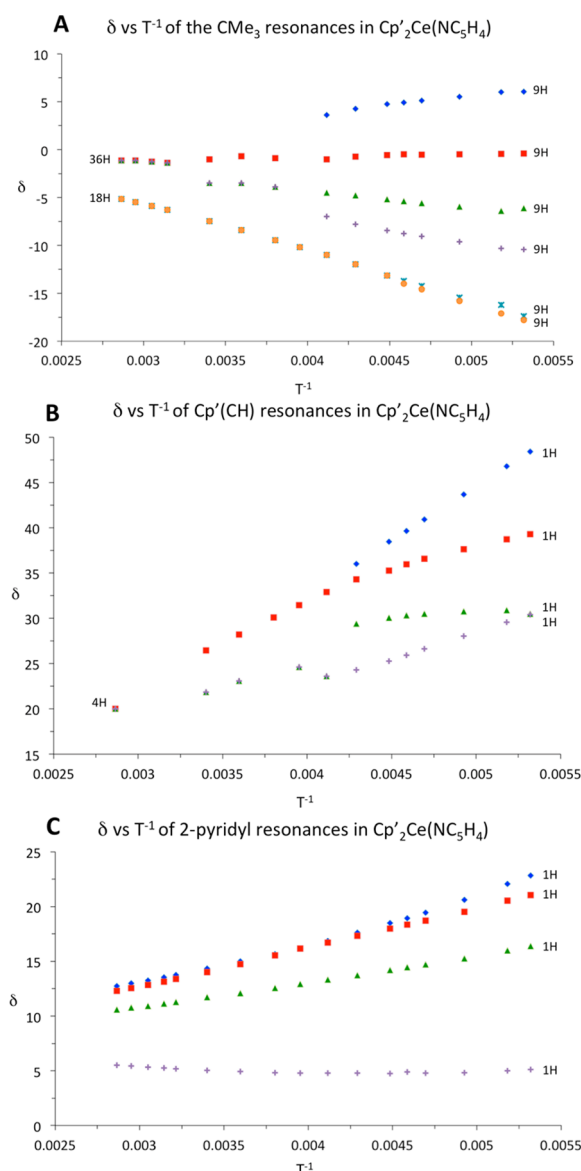 A δ vs T⁻¹ of the CMe₃ resonances in Cp'₂Ce(NC₅H₄)
10
5
0
-5
-10
-15
-20
δ
36H
18H
9H
9H
9H
9H
9H
9H
0.0025 0.003 0.0035 0.004 0.0045 0.005 0.0055
T⁻¹
B δ vs T⁻¹ of Cp'(CH) resonances in Cp'₂Ce(NC₅H₄)
50
45
40
35
30
25
20
15
δ
4H
1H
1H
1H
1H
0.0025 0.003 0.0035 0.004 0.0045 0.005 0.0055
T⁻¹
C δ vs T⁻¹ of 2-pyridyl resonances in Cp'₂Ce(NC₅H₄)
25
20
15
10
5
0
δ
1H
1H
1H
1H
0.0025 0.003 0.0035 0.004 0.0045 0.005 0.0055
T⁻¹